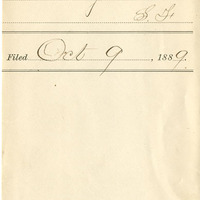 S. F.
Filed Oct 9, 1889.